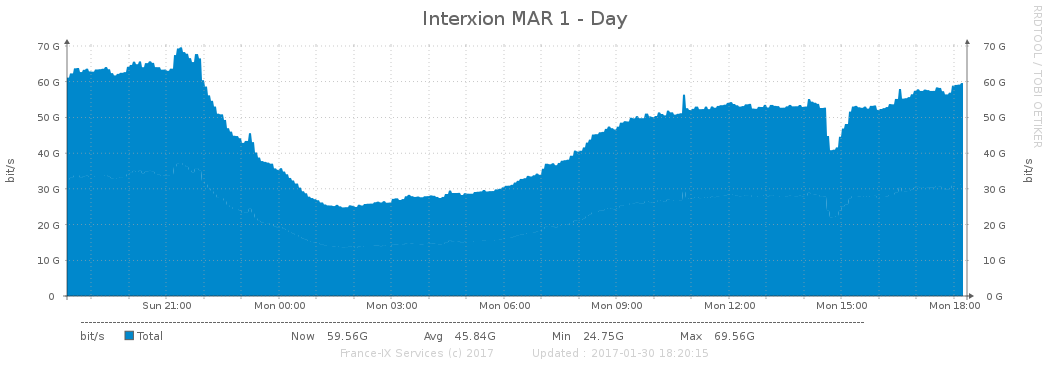 Interxion MAR 1 - Day
RRDTOOL / TOBI OETIKER
bit/s
70 G 70 G
60 G 60 G
50 G 50 G
40 G 40 G
30 G 30 G
20 G 20 G
10 G 10 G
0 0 G
bit/s
Sun 21:00 Mon 00:00 Mon 03:00 Mon 06:00 Mon 09:00 Mon 12:00 Mon 15:00 Mon 18:00
bit/s Total Now 59.56G Avg 45.84G Min 24.75G Max 69.56G
France-IX Services (c) 2017 Updated : 2017-01-30 18:20:15